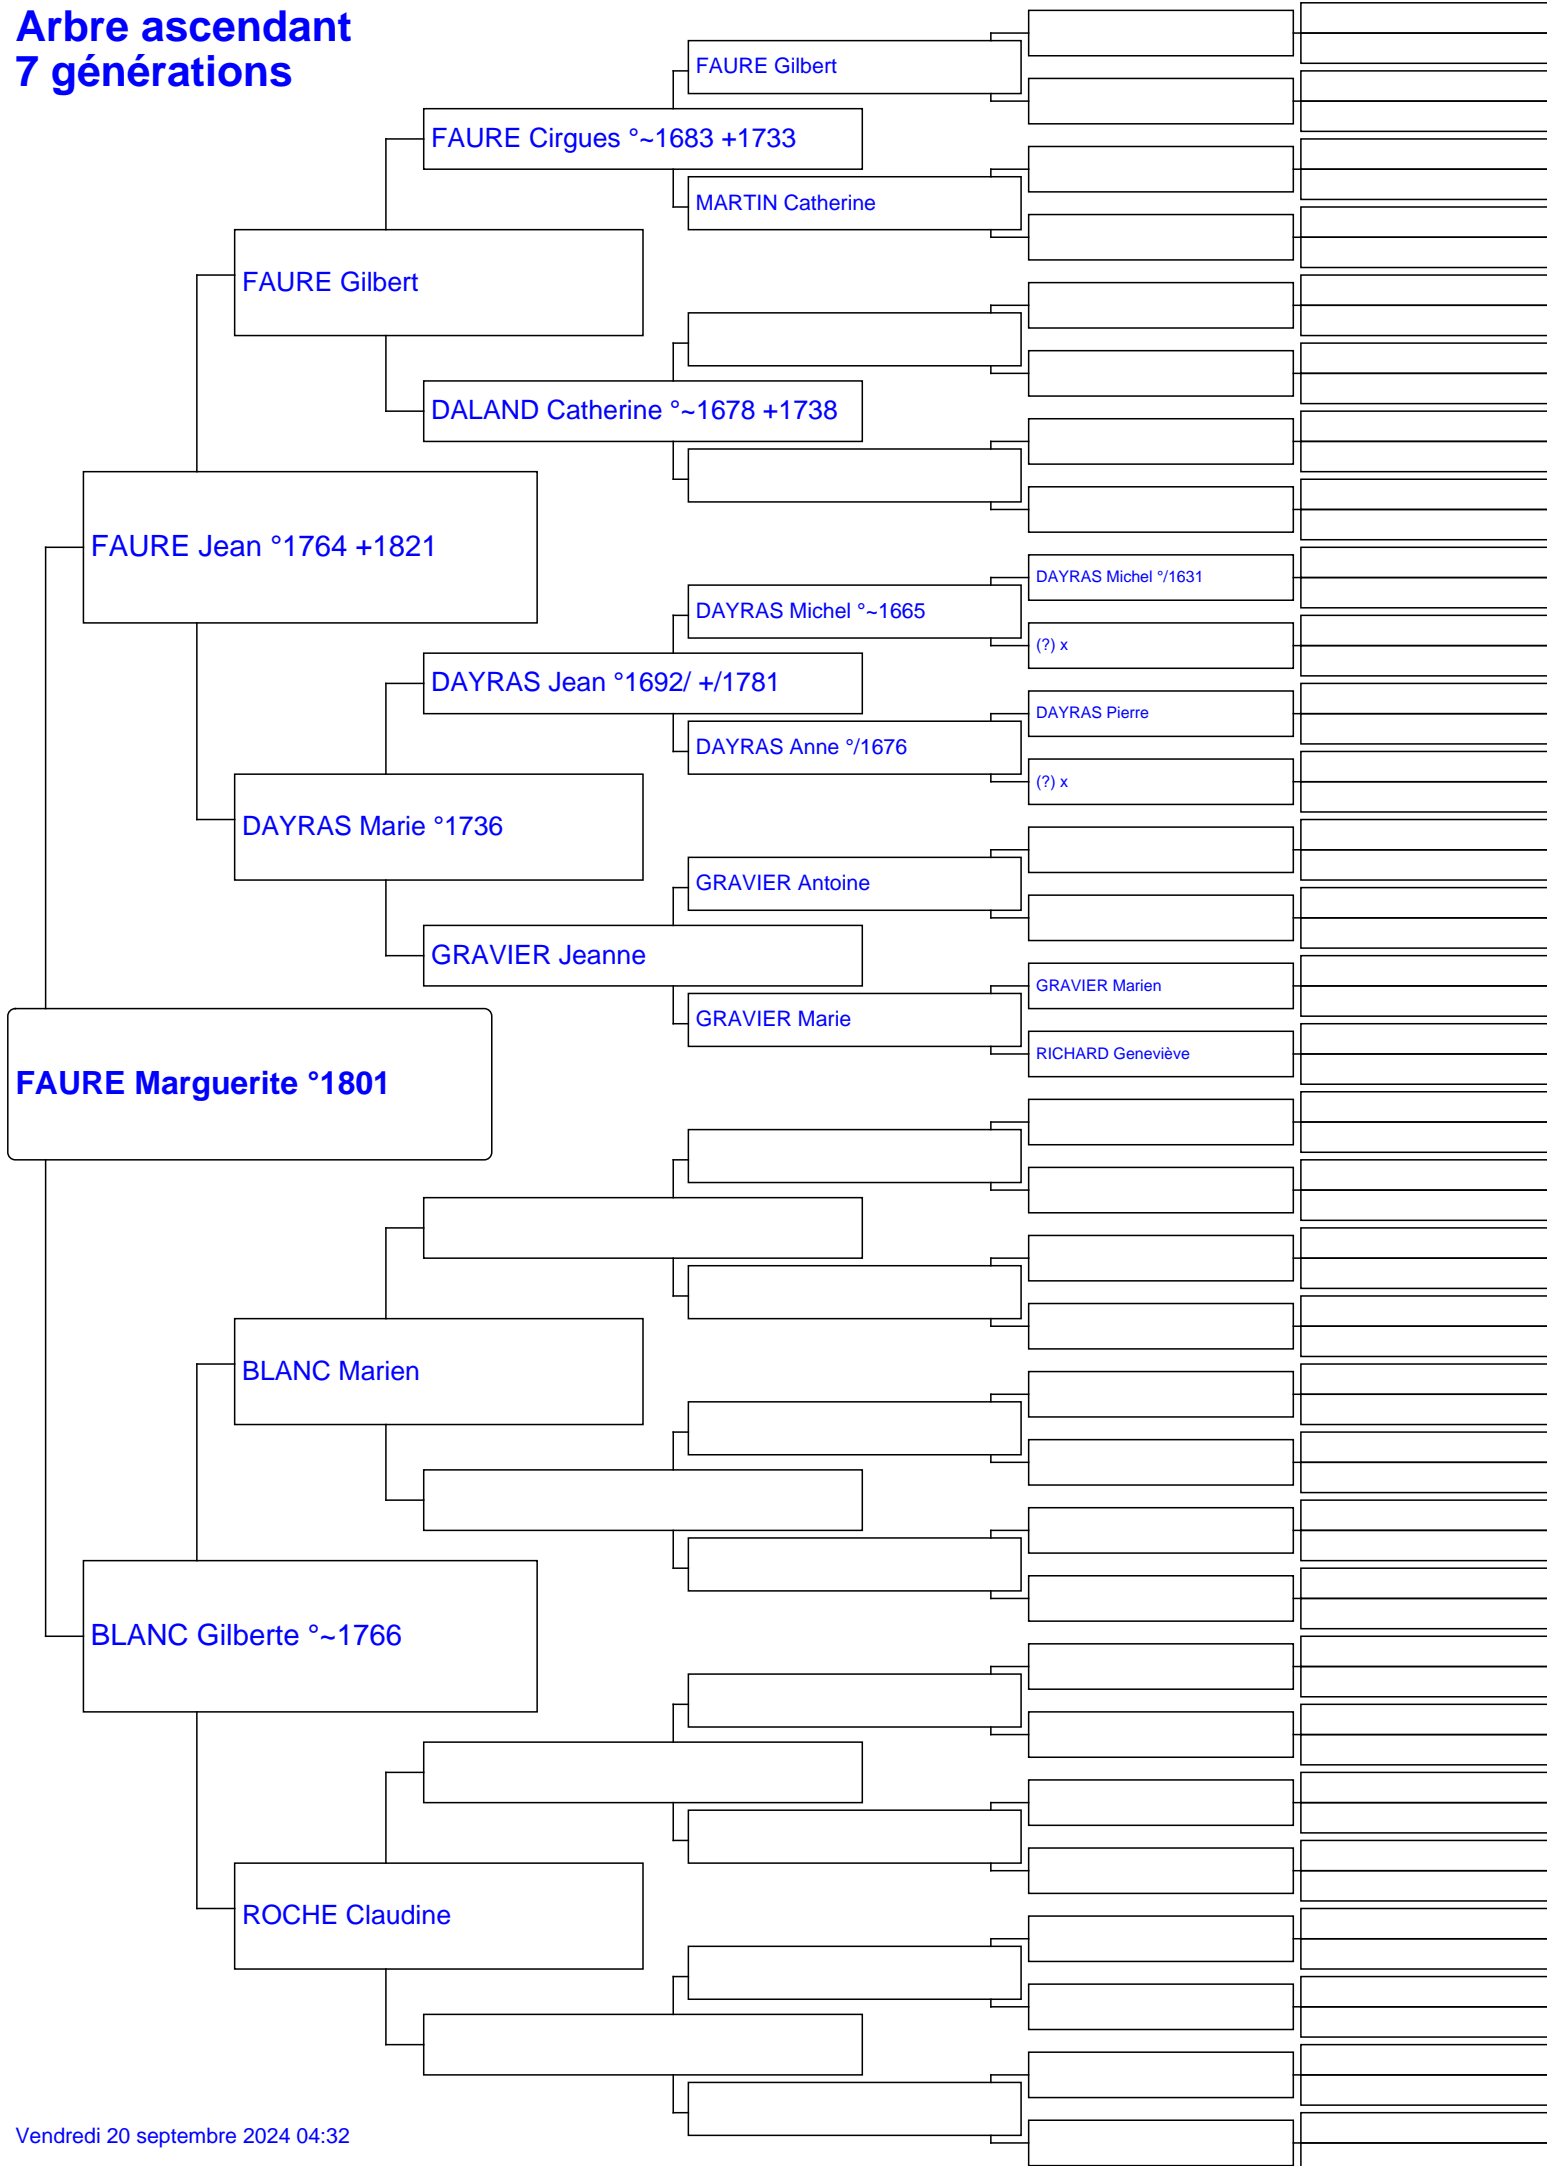 Arbre ascendant
7 générations
FAURE Gilbert
FAURE Cirgues °~1683 +1733
MARTIN Catherine
FAURE Gilbert
DALAND Catherine °~1678 +1738
FAURE Jean °1764 +1821
DAYRAS Michel °/1631
DAYRAS Michel °~1665
(?) x
DAYRAS Jean °1692/ +/1781
DAYRAS Pierre
DAYRAS Anne °/1676
(?) x
DAYRAS Marie °1736
GRAVIER Antoine
GRAVIER Jeanne
GRAVIER Marien
GRAVIER Marie
RICHARD Geneviève
FAURE Marguerite °1801
BLANC Marien
BLANC Gilberte °~1766
ROCHE Claudine
Vendredi 20 septembre 2024 04:32